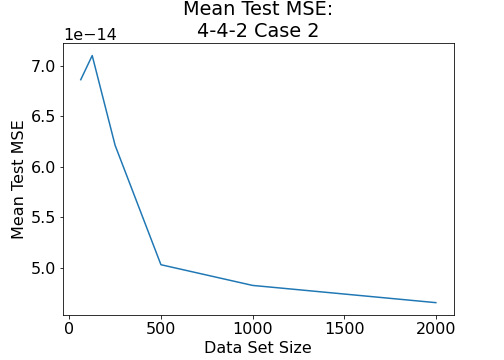 Mean Test MSE:
4-4-2 Case 2
1e−14
7.0
6.5
6.0
5.5
5.0
Mean Test MSE
0 500 1000 1500 2000
Data Set Size